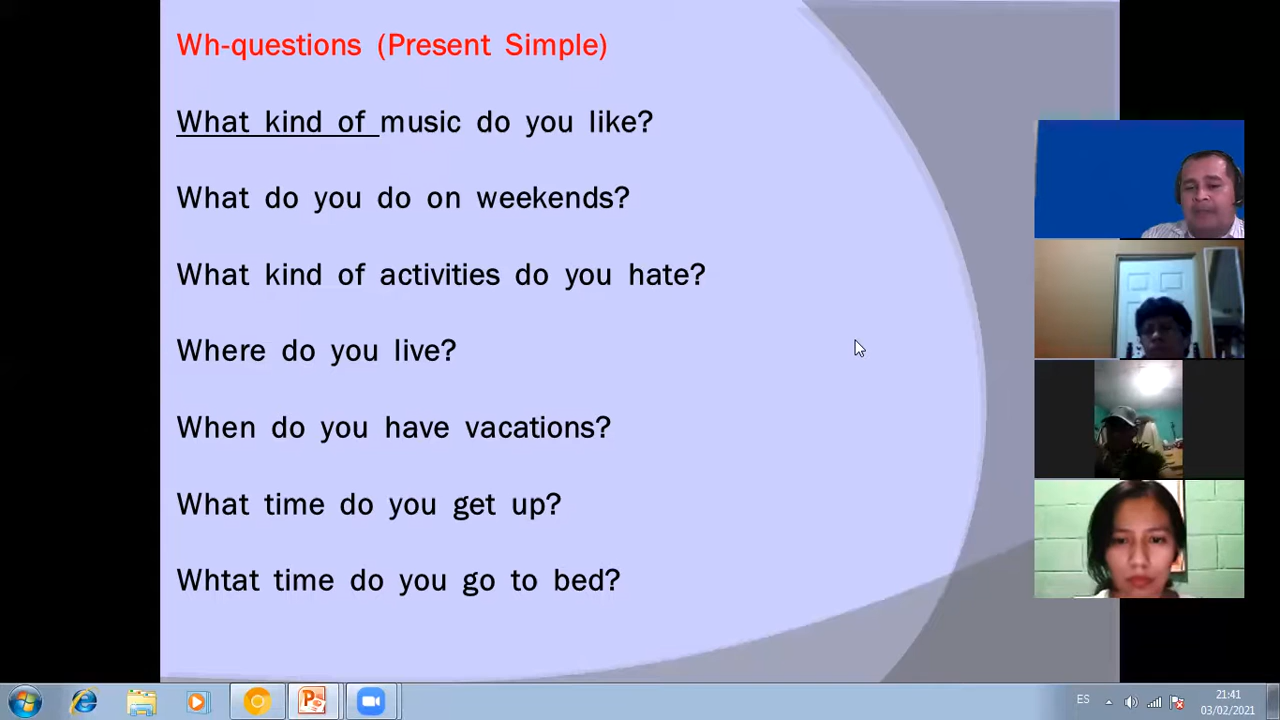 Wh-questions (Present Simple)
What kind of music do you like?
What do you do on weekends?
What kind of activities do you hate?
Where do you live?
When do you have vacations?
What time do you get up?
Whtat time do you go to bed?
ES
21:41
03/02/2021